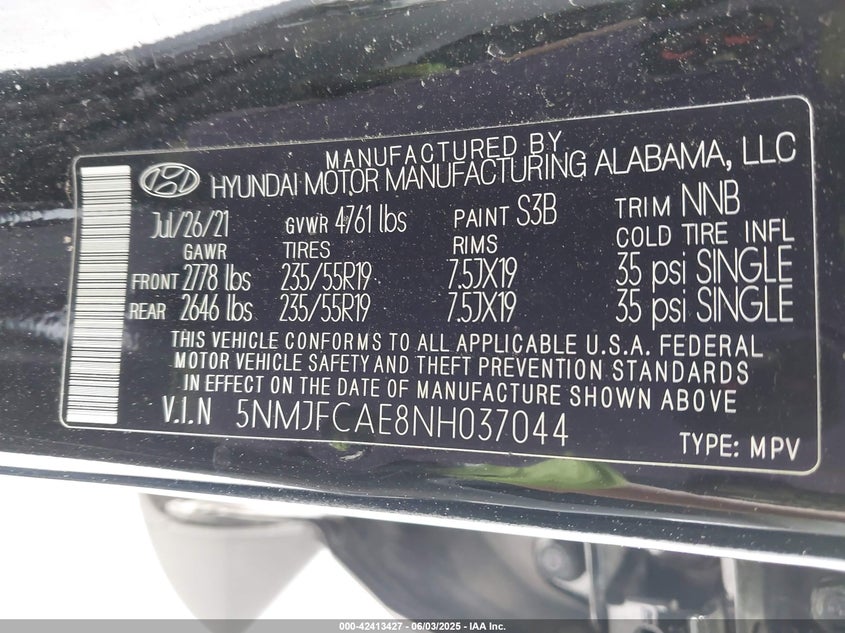 MANUFACTURED BY
HYUNDAI MOTOR MANUFACTURING ALABAMA, LLC
Jul/26/21 GVWR 4761 lbs PAINT S3B TRIM NNB
GAWR TIRES RIMS COLD TIRE INFL
FRONT 2778 lbs 235/55R19 7.5JX19 35 psi SINGLE
REAR 2646 lbs 235/55R19 7.5JX19 35 psi SINGLE
THIS VEHICLE CONFORMS TO ALL APPLICABLE U.S.A. FEDERAL
MOTOR VEHICLE SAFETY AND THEFT PREVENTION STANDARDS
IN EFFECT ON THE DATE OF MANUFACTURE SHOWN ABOVE
V.I.N 5NMJFCAE8NH037044
TYPE: MPV
000-42413427 - 06/03/2025 - IAA Inc.